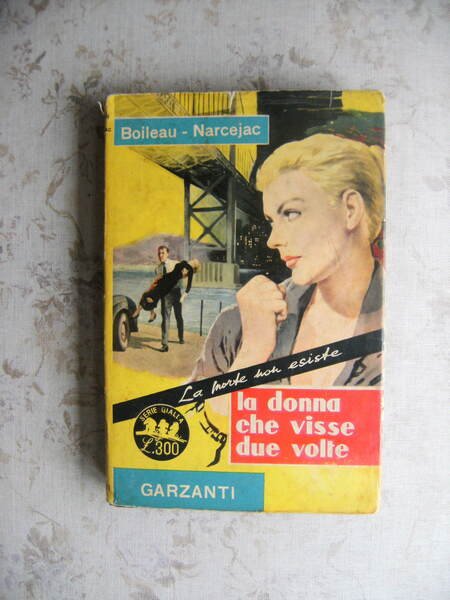 Boileau - Narcejac
La morte non esiste
la donna
che visse
due volte
SERIE GIALLA
L.300
GARZANTI